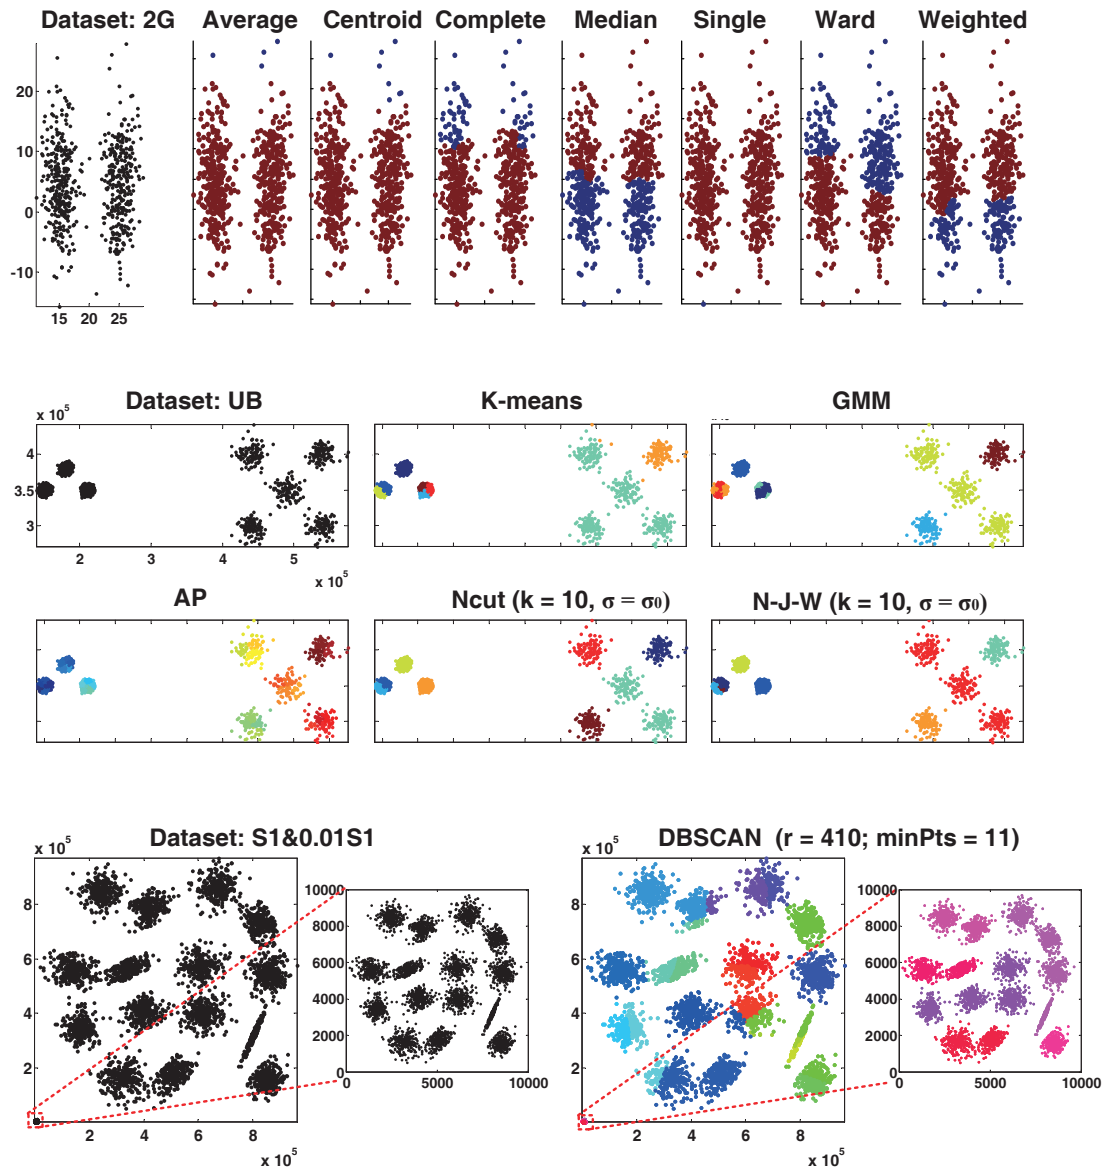 Dataset: 2G Average Centroid Complete Median Single Ward Weighted
20
10
0
-10
15 20 25
Dataset: UB K-means GMM
x 10^5
4
3.5
3
2 3 4 5
x 10^5
AP Ncut (k = 10, σ = σ0) N-J-W (k = 10, σ = σ0)
Dataset: S1&0.01S1 DBSCAN (r = 410; minPts = 11)
x 10^5 x 10^5
8
6
4
2
2 4 6 8
x 10^5
10000
8000
6000
4000
2000
0
0 5000 10000
8
6
4
2
2 4 6 8
x 10^5
10000
8000
6000
4000
2000
0
0 5000 10000